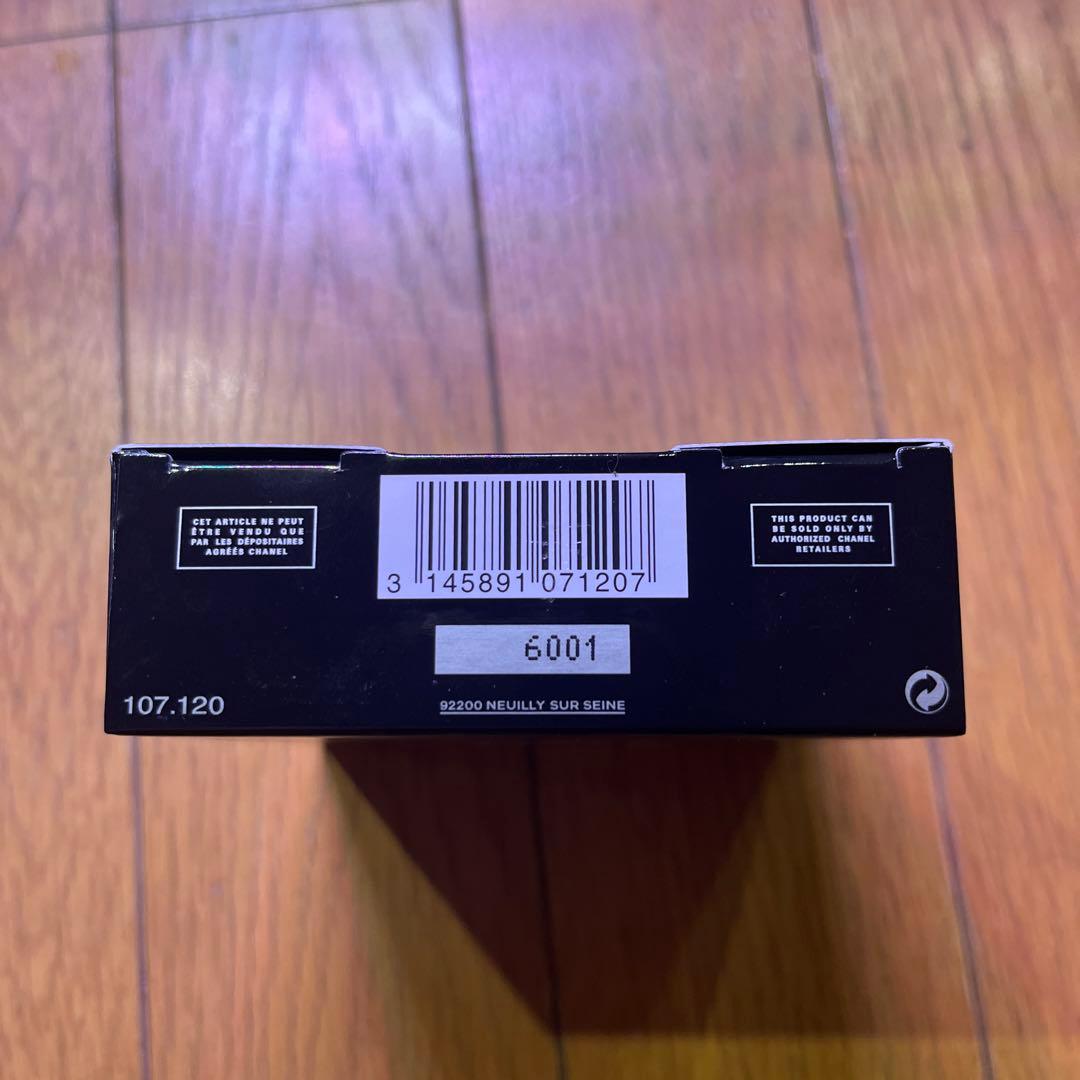 CET ARTICLE NE PEUT
ÊTRE VENDU QUE
PAR LES DÉPOSITAIRES
AGRÉÉS CHANEL
3 145891 071207
THIS PRODUCT CAN
BE SOLD ONLY BY
AUTHORIZED CHANEL
RETAILERS
6001
107.120
92200 NEUILLY SUR SEINE